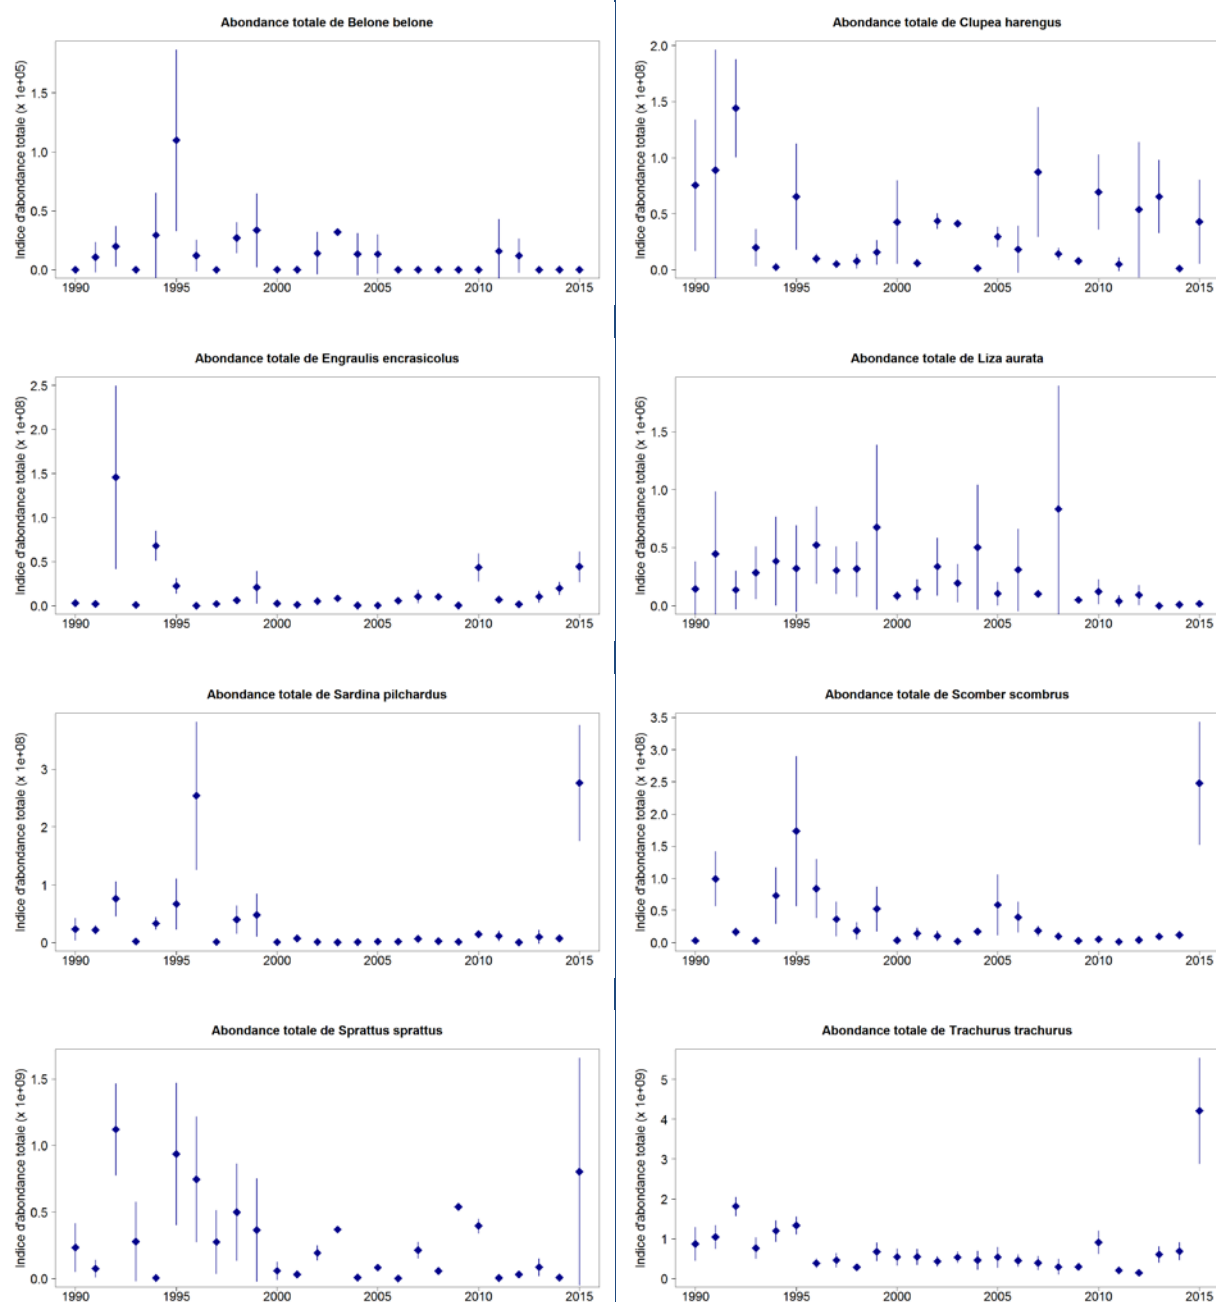 Abondance totale de Belone belone
Indice d'abondance totale (x 1e+05)
1.5
1.0
0.5
0.0
1990 1995 2000 2005 2010 2015
Abondance totale de Clupea harengus
Indice d'abondance totale (x 1e+08)
2.0
1.5
1.0
0.5
0.0
1990 1995 2000 2005 2010 2015
Abondance totale de Engraulis encrasicolus
Indice d'abondance totale (x 1e+08)
2.5
2.0
1.5
1.0
0.5
0.0
1990 1995 2000 2005 2010 2015
Abondance totale de Liza aurata
Indice d'abondance totale (x 1e+06)
1.5
1.0
0.5
0.0
1990 1995 2000 2005 2010 2015
Abondance totale de Sardina pilchardus
Indice d'abondance totale (x 1e+08)
3
2
1
0
1990 1995 2000 2005 2010 2015
Abondance totale de Scomber scombrus
Indice d'abondance totale (x 1e+08)
3.5
3.0
2.5
2.0
1.5
1.0
0.5
0.0
1990 1995 2000 2005 2010 2015
Abondance totale de Sprattus sprattus
Indice d'abondance totale (x 1e+09)
1.5
1.0
0.5
0.0
1990 1995 2000 2005 2010 2015
Abondance totale de Trachurus trachurus
Indice d'abondance totale (x 1e+09)
5
4
3
2
1
0
1990 1995 2000 2005 2010 2015